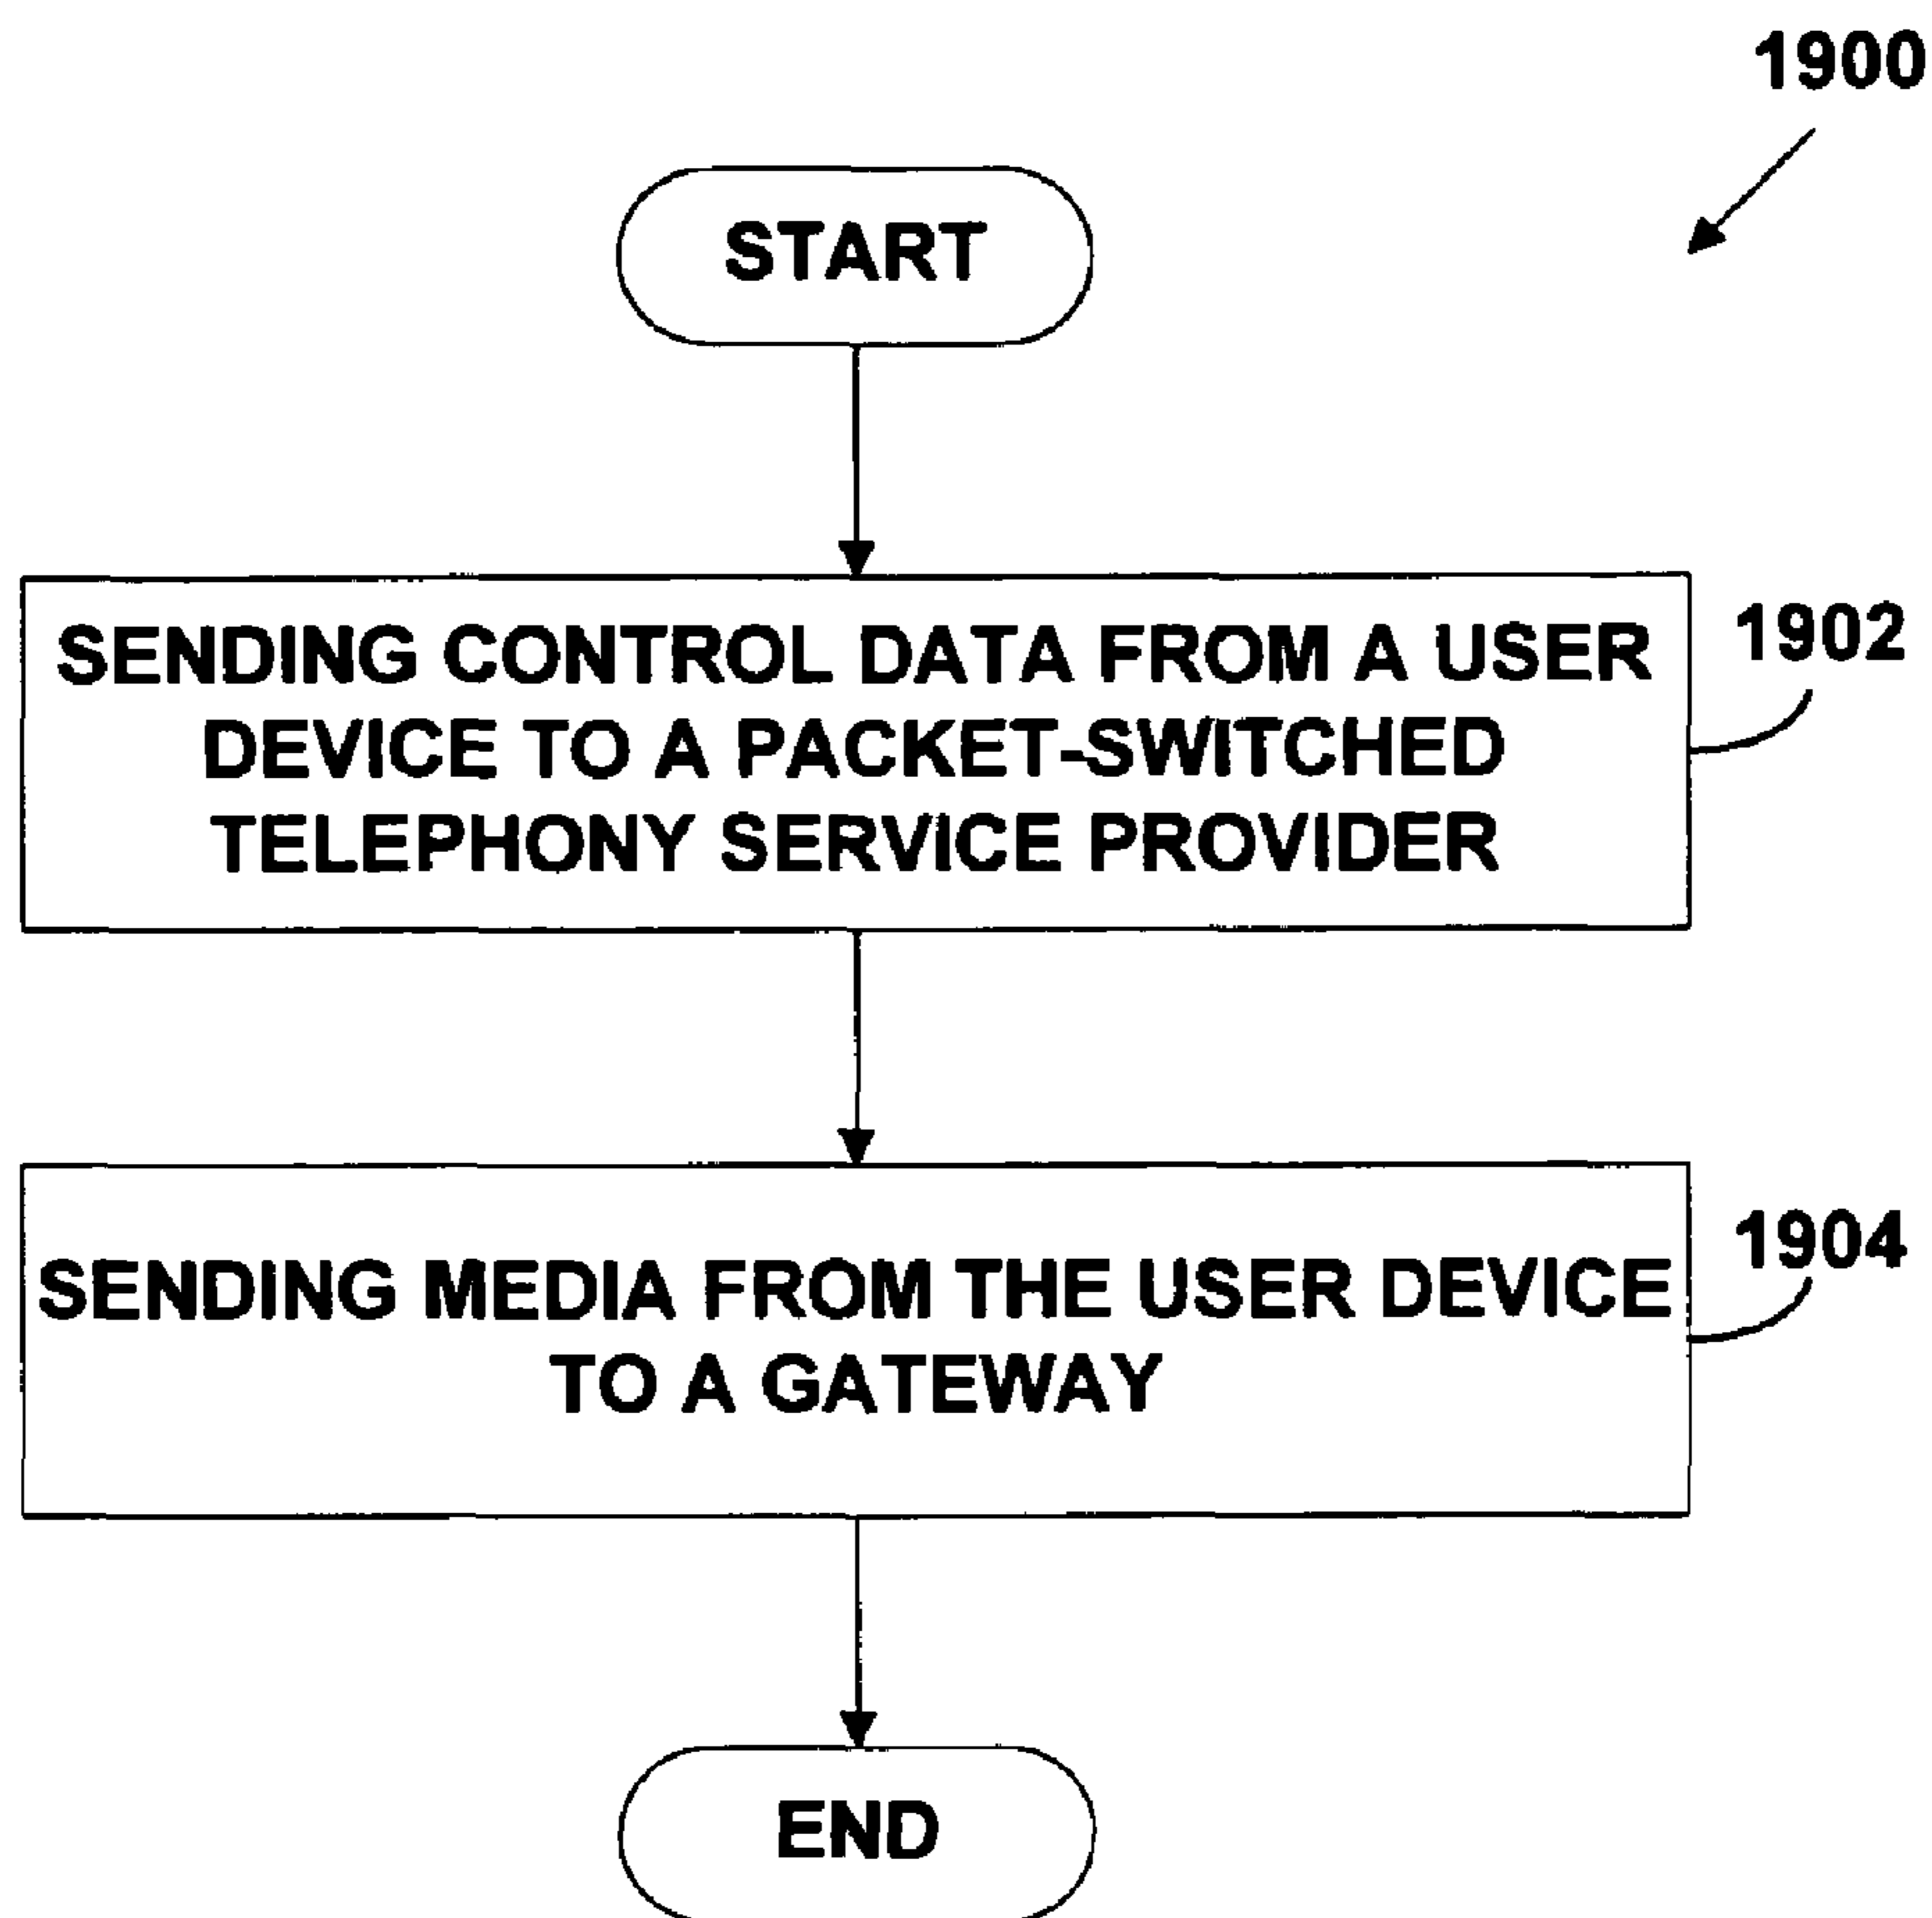 1900
START
SENDING CONTROL DATA FROM A USER
DEVICE TO A PACKET-SWITCHED
TELEPHONY SERVICE PROVIDER
1902
SENDING MEDIA FROM THE USER DEVICE
TO A GATEWAY
1904
END